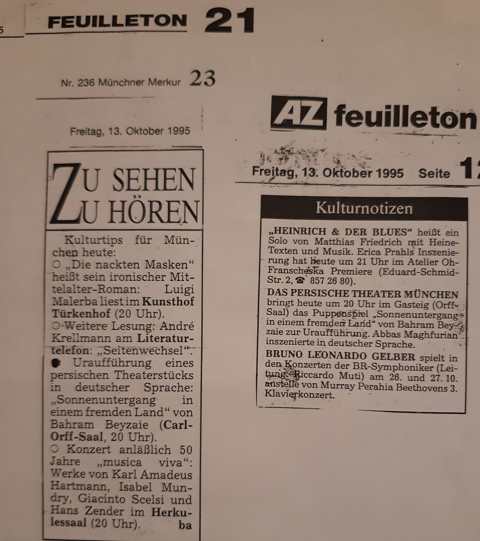 FEUILLETON 21
Nr. 236 Münchner Merkur 23
Freitag, 13. Oktober 1995
ZU SEHEN
ZU HÖREN
Kulturtips für Mün-
chen heute:
„Die nackten Masken"
heißt sein ironischer Mit-
telalter-Roman: Luigi
Malerba liest im Kunsthof
Türkenhof (20 Uhr).
Weitere Lesung: André
Krellmann am Literatur-
telefon: „Seitenwechsel".
Uraufführung eines
persischen Theaterstücks
in deutscher Sprache:
„Sonnenuntergang in
einem fremden Land" von
Bahram Beyzaie (Carl-
Orff-Saal, 20 Uhr).
Konzert anläßlich 50
Jahre „musica viva":
Werke von Karl Amadeus
Hartmann, Isabel Mun-
dry, Giacinto Scelsi und
Hans Zender im Herku-
lessaal (20 Uhr). ba
AZ feuilleton
Freitag, 13. Oktober 1995 Seite
Kulturnotizen
„HEINRICH & DER BLUES" heißt ein
Solo von Matthias Friedrich mit Heine-
Texten und Musik. Erica Prahls Inszenie-
rung hat heute um 21 Uhr im Atelier Oh-
Franscheska Premiere (Eduard-Schmid-
Str. 2, ☎ 857 26 80).
DAS PERSISCHE THEATER MÜNCHEN
bringt heute um 20 Uhr im Gasteig (Orff-
Saal) das Puppenspiel „Sonnenuntergang
in einem fremden Land" von Bahram Bey-
zaie zur Uraufführung. Abbas Maghfurian
inszenierte in deutscher Sprache.
BRUNO LEONARDO GELBER spielt in
den Konzerten der BR-Symphoniker (Lei-
tung: Riccardo Muti) am 26. und 27.10.
anstelle von Murray Perahia Beethovens 3.
Klavierkonzert.